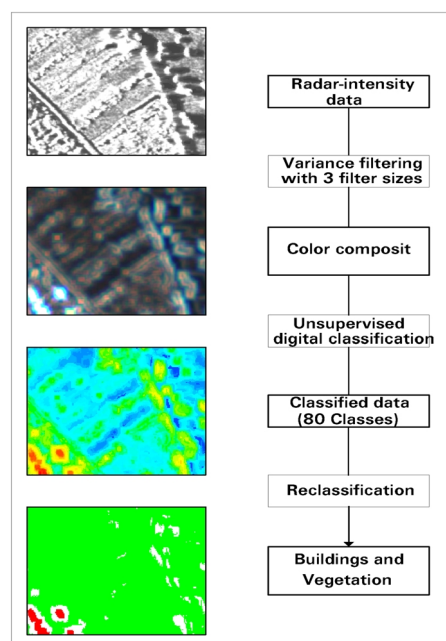 Radar-intensity
data
Variance filtering
with 3 filter sizes
Color composit
Unsupervised
digital classification
Classified data
(80 Classes)
Reclassification
Buildings and
Vegetation